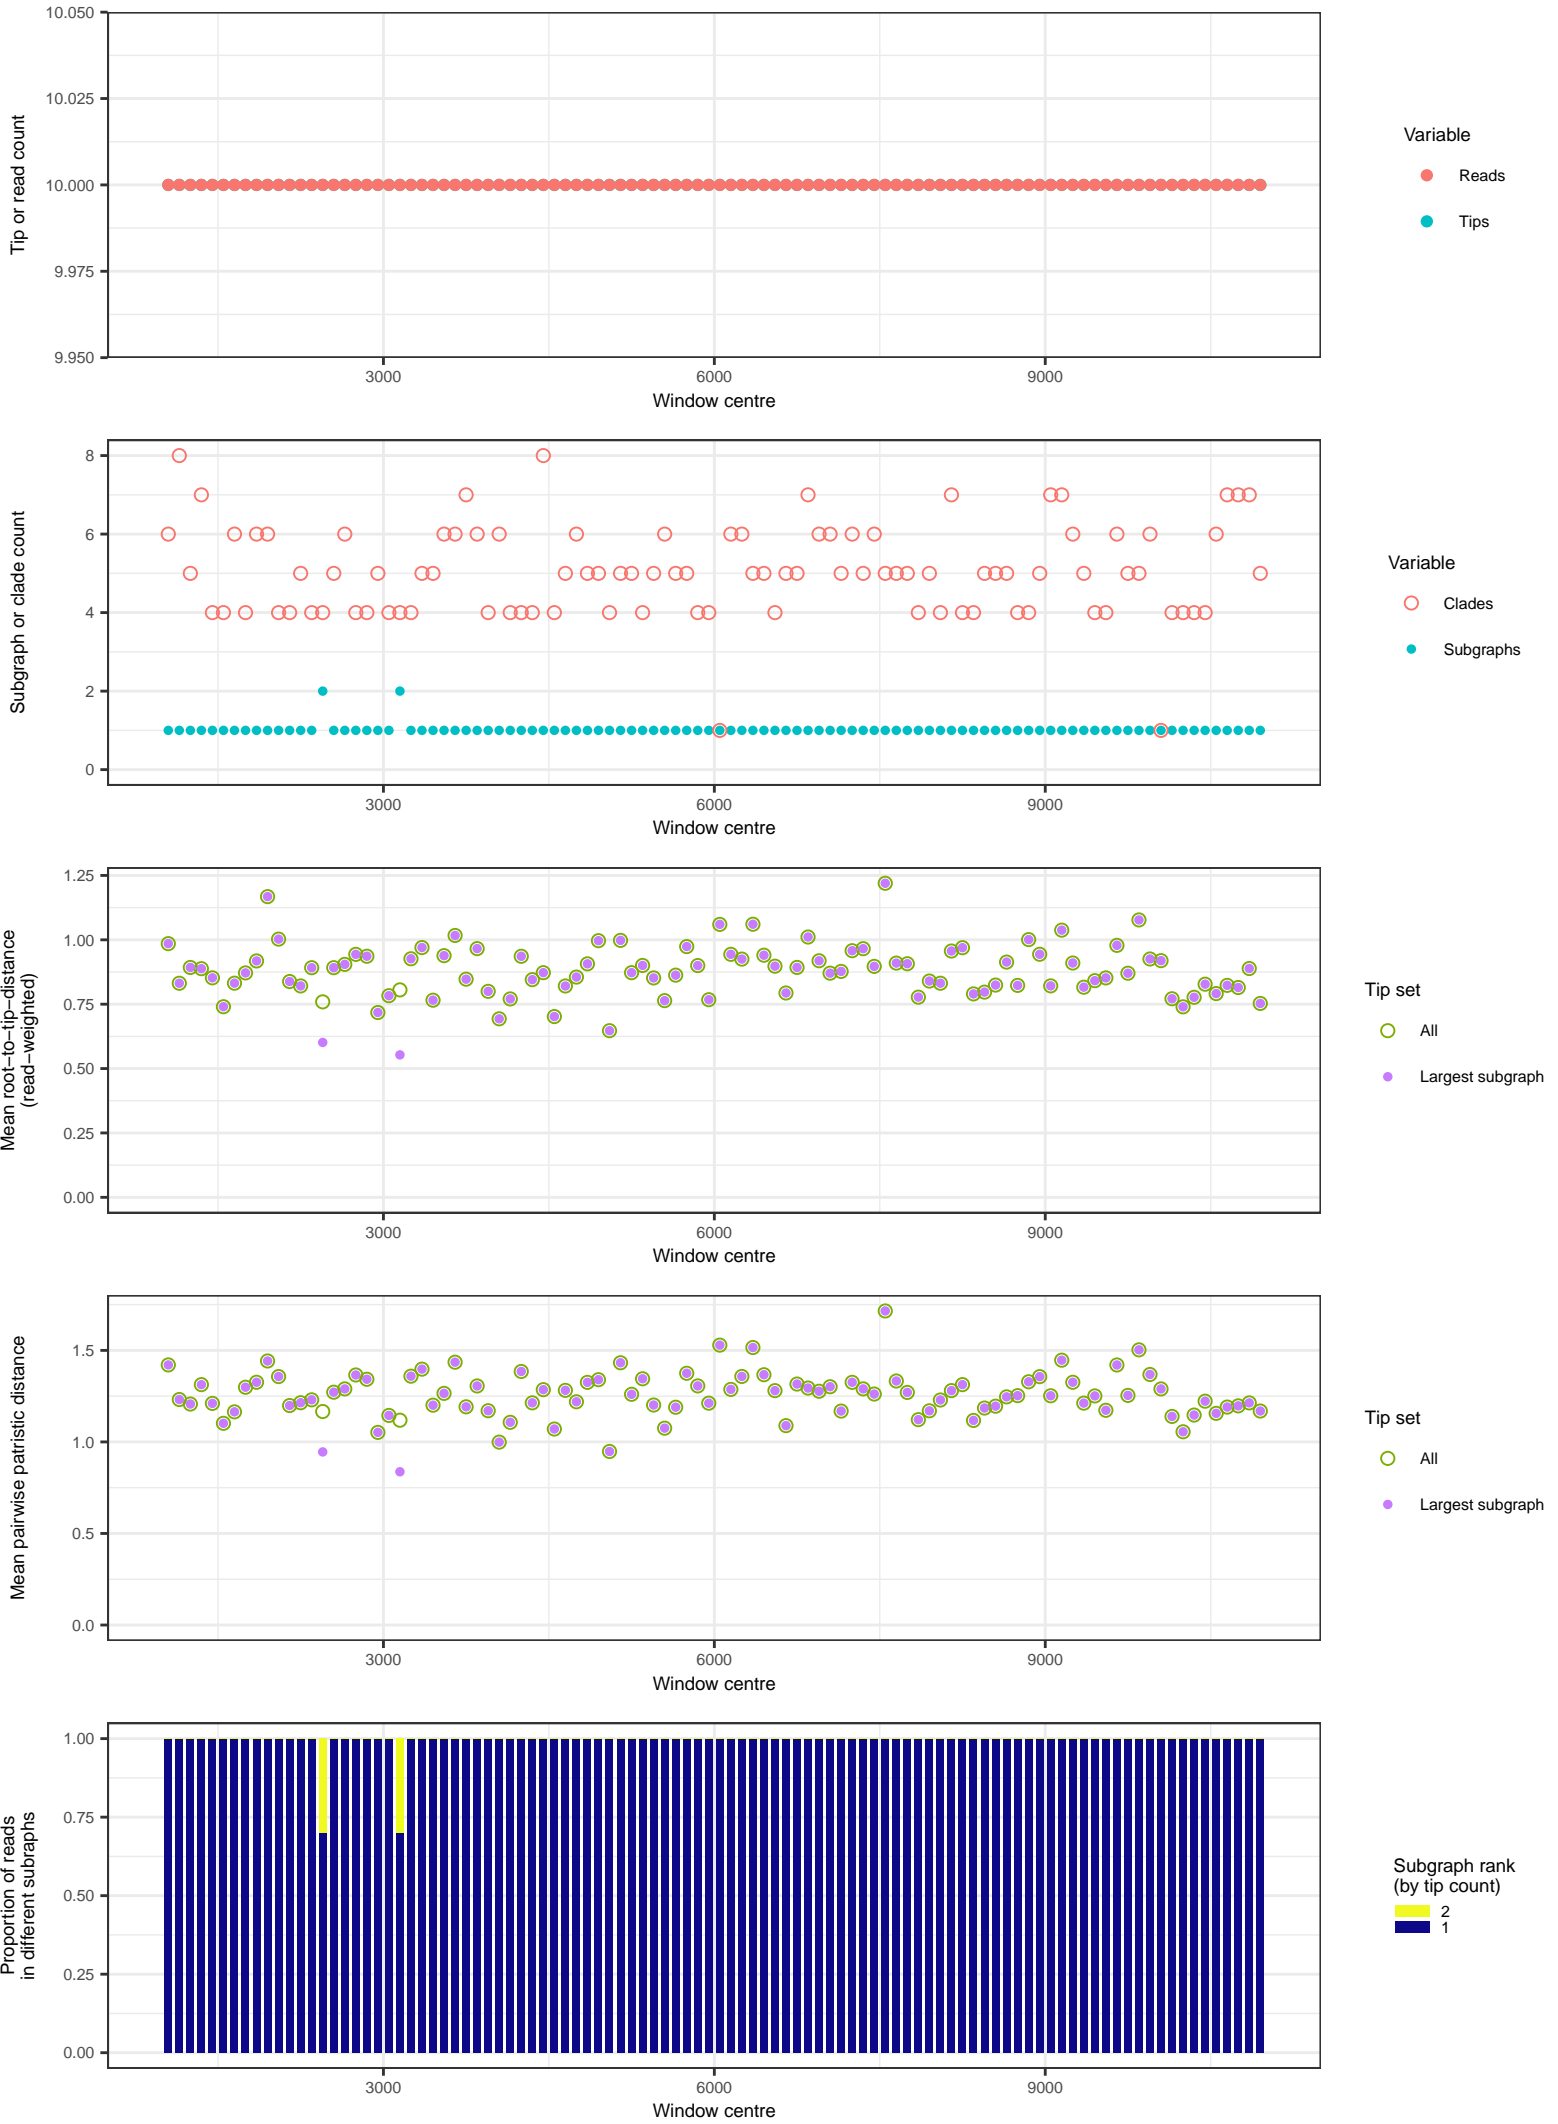 10.050
10.025
10.000
9.975
9.950
Tip or read count
3000 6000 9000
Window centre
Variable
Reads
Tips
8
6
4
2
0
Subgraph or clade count
3000 6000 9000
Window centre
Variable
Clades
Subgraphs
1.25
1.00
0.75
0.50
0.25
0.00
Mean root−to−tip−distance
(read−weighted)
3000 6000 9000
Window centre
Tip set
All
Largest subgraph
1.5
1.0
0.5
0.0
Mean pairwise patristic distance
3000 6000 9000
Window centre
Tip set
All
Largest subgraph
1.00
0.75
0.50
0.25
0.00
Proportion of reads
in different subraphs
3000 6000 9000
Window centre
Subgraph rank
(by tip count)
2
1